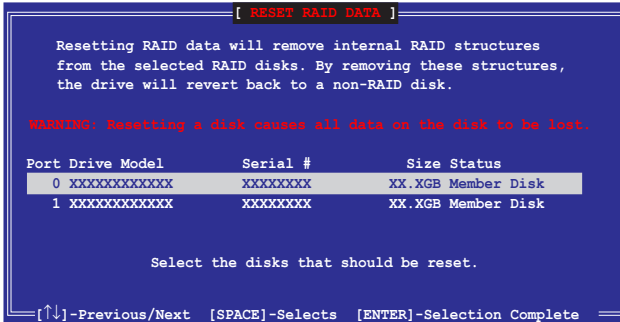 [ RESET RAID DATA ]
Resetting RAID data will remove internal RAID structures
from the selected RAID disks. By removing these structures,
the drive will revert back to a non-RAID disk.
WARNING: Resetting a disk causes all data on the disk to be lost.
Port Drive Model Serial # Size Status
0 XXXXXXXXXXXX XXXXXXXX XX.XGB Member Disk
1 XXXXXXXXXXXX XXXXXXXX XX.XGB Member Disk
Select the disks that should be reset.
[↑↓]-Previous/Next [SPACE]-Selects [ENTER]-Selection Complete